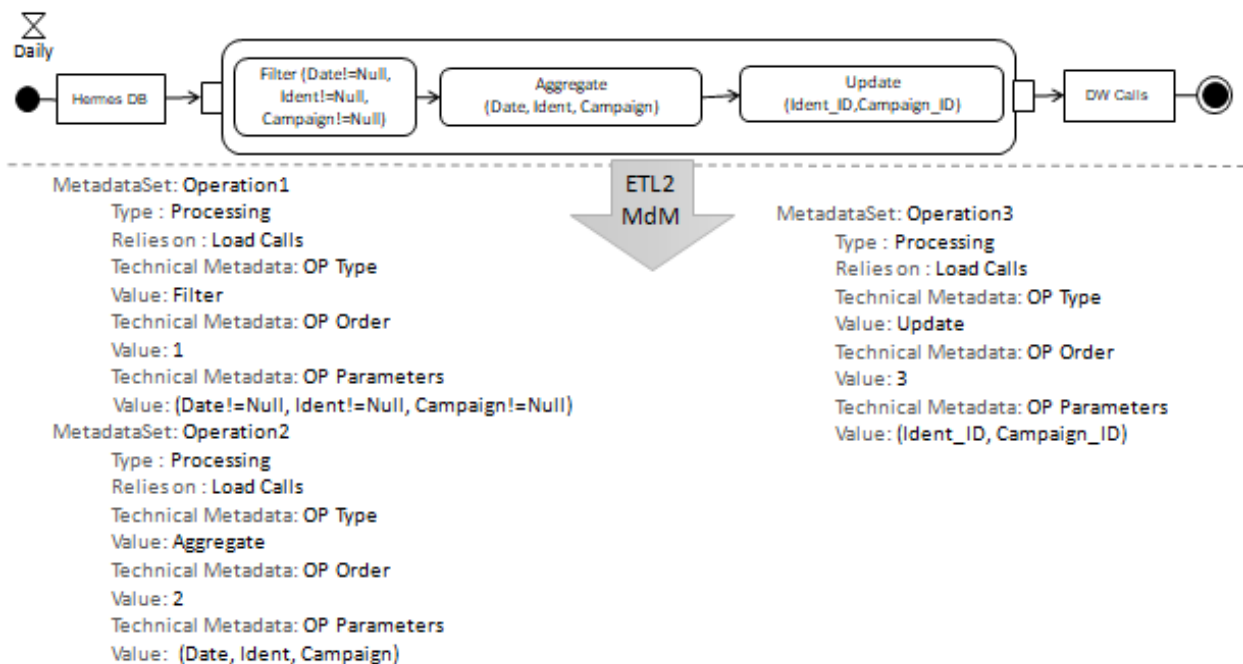 Daily
Hermes DB
Filter (Date!=Null,
Ident!=Null,
Campaign!=Null)
Aggregate
(Date, Ident, Campaign)
Update
(Ident_ID,Campaign_ID)
DW Calls
ETL2
MdM
MetadataSet: Operation1
Type : Processing
Relies on : Load Calls
Technical Metadata: OP Type
Value: Filter
Technical Metadata: OP Order
Value: 1
Technical Metadata: OP Parameters
Value: (Date!=Null, Ident!=Null, Campaign!=Null)
MetadataSet: Operation2
Type : Processing
Relies on : Load Calls
Technical Metadata: OP Type
Value: Aggregate
Technical Metadata: OP Order
Value: 2
Technical Metadata: OP Parameters
Value: (Date, Ident, Campaign)
MetadataSet: Operation3
Type : Processing
Relies on : Load Calls
Technical Metadata: OP Type
Value: Update
Technical Metadata: OP Order
Value: 3
Technical Metadata: OP Parameters
Value: (Ident_ID, Campaign_ID)